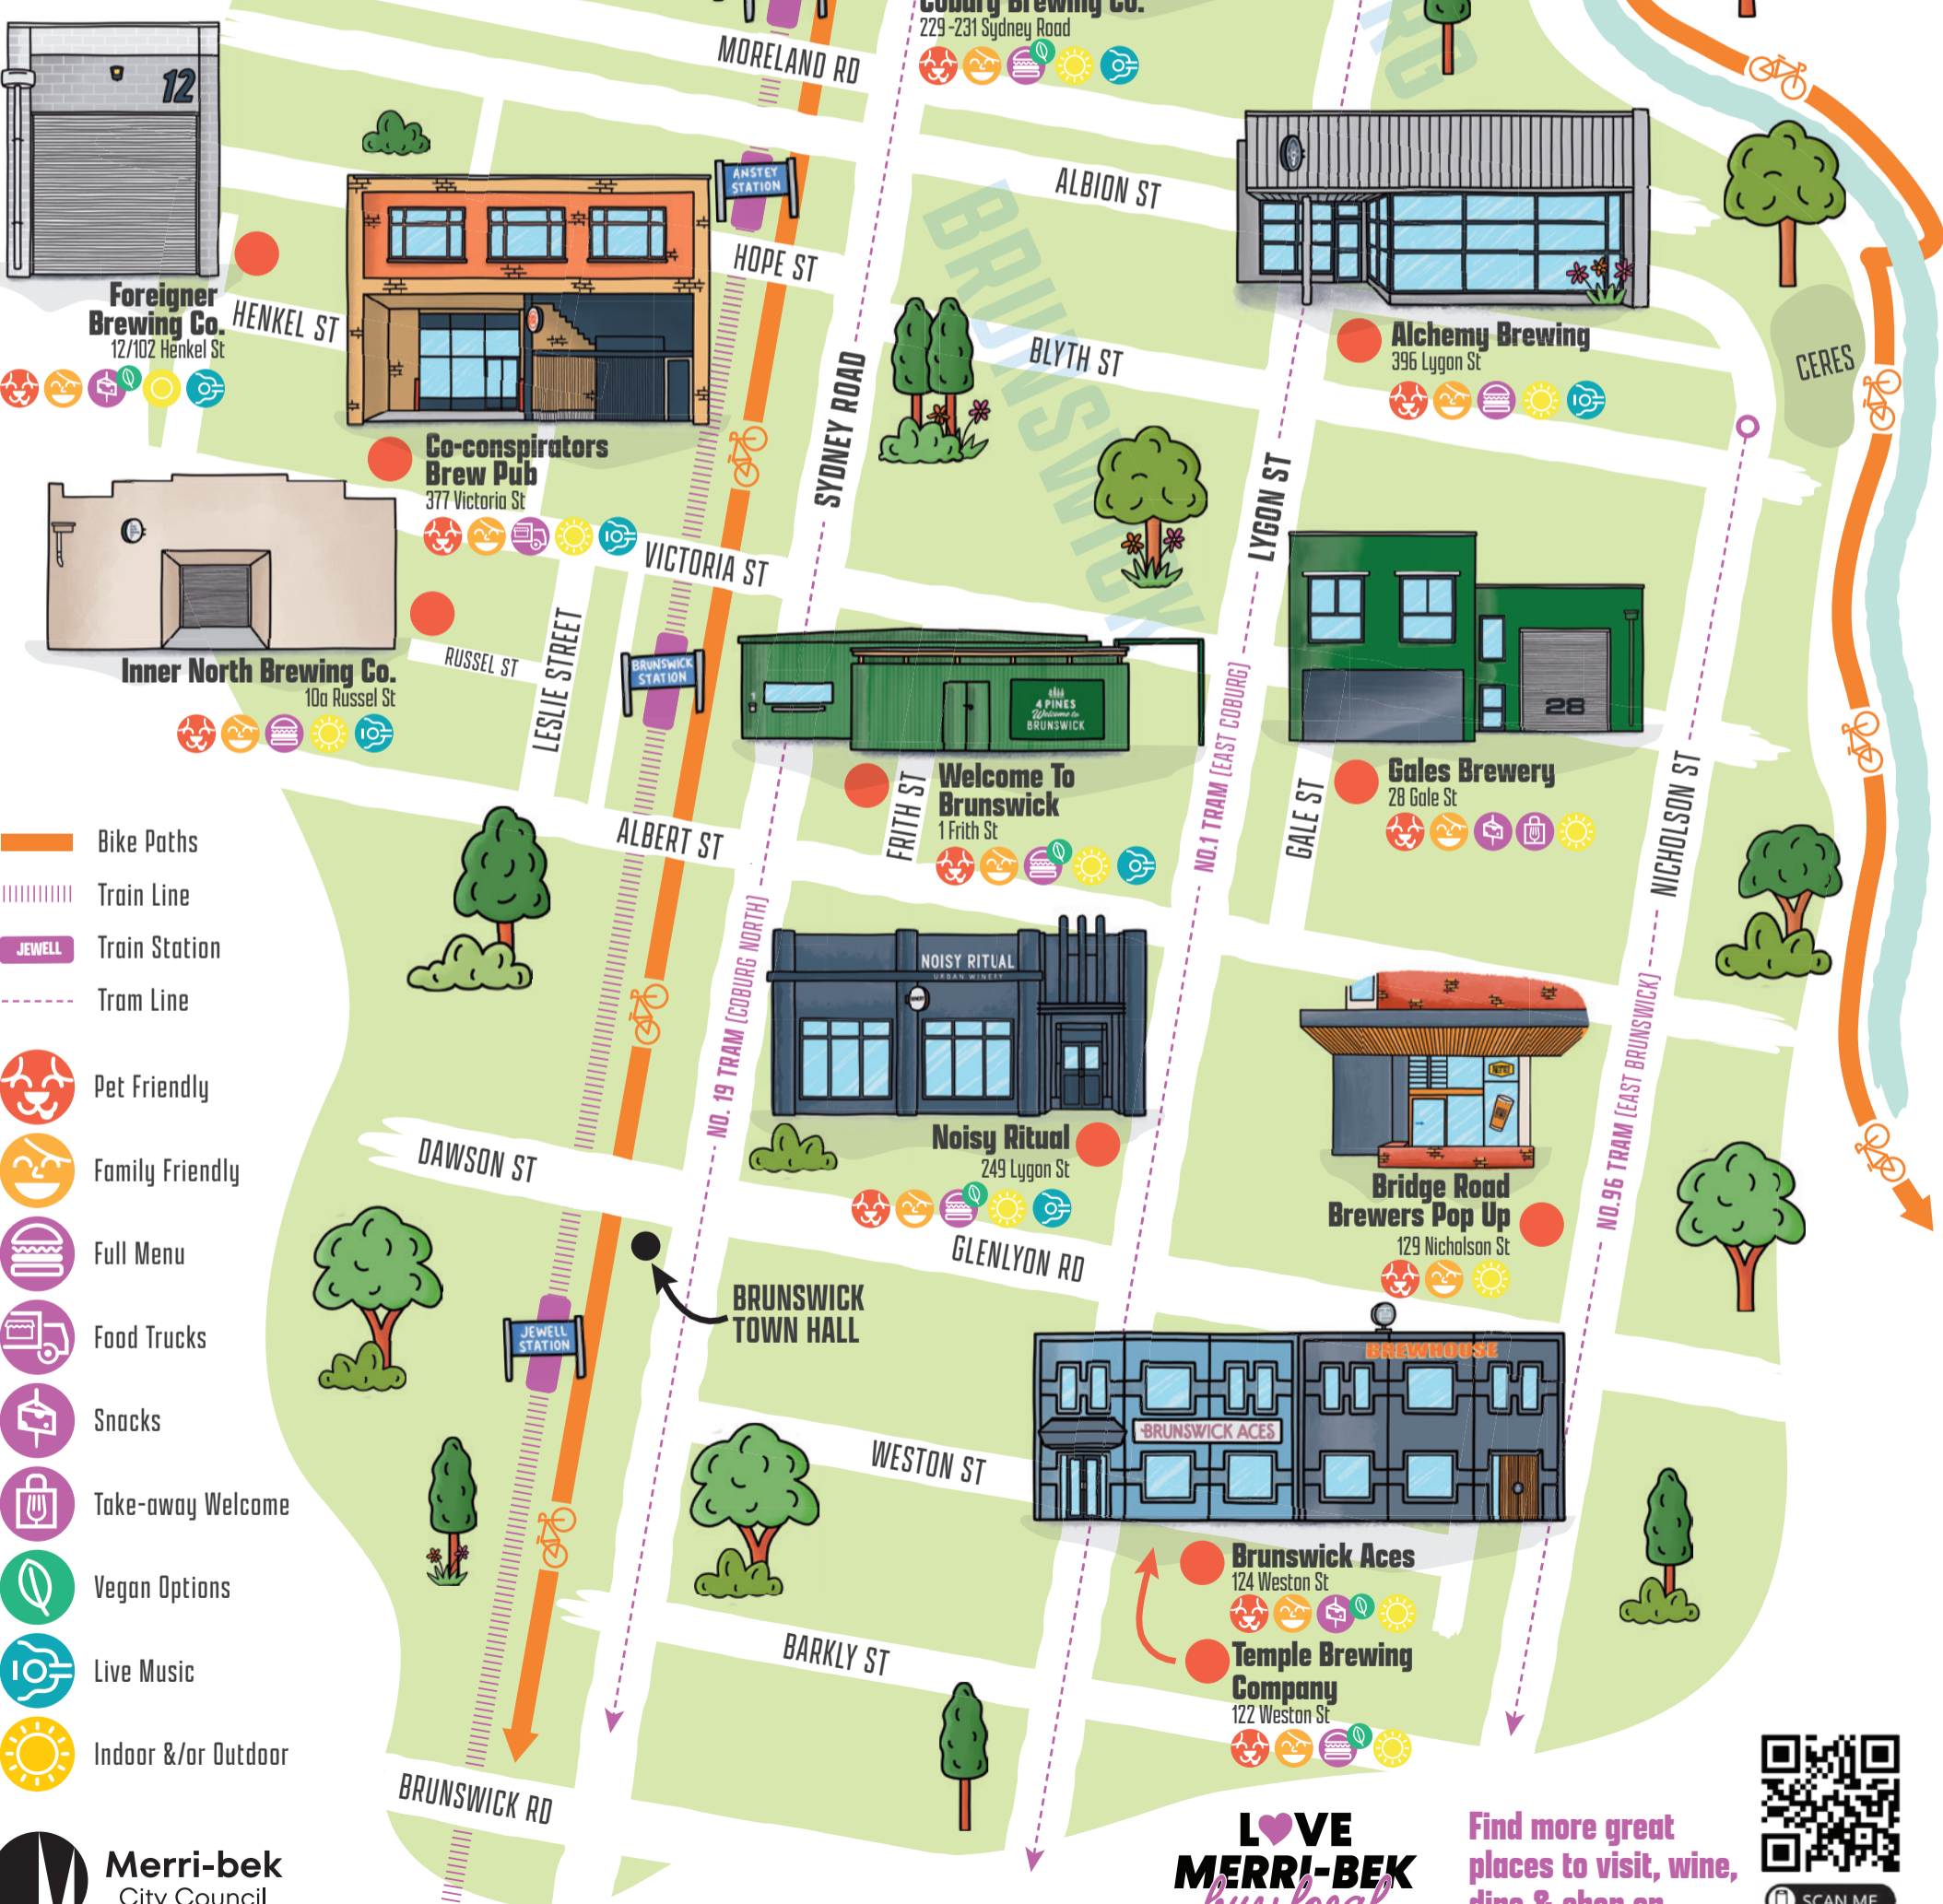 Coburg Brewing Co.
229-231 Sydney Road
MORELAND RD
12
Foreigner
Brewing Co.
12/102 Henkel St
HENKEL ST
ANSTEY
STATION
HOPE ST
ALBION ST
BRUNSWICK
BLYTH ST
SYDNEY ROAD
Alchemy Brewing
396 Lygon St
CERES
Co-conspirators
Brew Pub
377 Victoria St
VICTORIA ST
LYGON ST
Inner North Brewing Co.
10a Russel St
RUSSEL ST
LESLIE STREET
BRUNSWICK
STATION
4 PINES
Welcome to
BRUNSWICK
28
Welcome To
Brunswick
1 Frith St
FRITH ST
NO.1 TRAM (EAST COBURG)
GALE ST
Gales Brewery
28 Gale St
NICHOLSON ST
ALBERT ST
Bike Paths
Train Line
JEWELL
Train Station
Tram Line
Pet Friendly
Family Friendly
Full Menu
Food Trucks
Snacks
Take-away Welcome
Vegan Options
Live Music
Indoor &/or Outdoor
NO. 19 TRAM (COBURG NORTH)
NOISY RITUAL
URBAN WINERY
Noisy Ritual
249 Lygon St
DAWSON ST
GLENLYON RD
BRUNSWICK
TOWN HALL
JEWELL
STATION
Bridge Road
Brewers Pop Up
129 Nicholson St
NO.96 TRAM (EAST BRUNSWICK)
BREWHOUSE
BRUNSWICK ACES
WESTON ST
Brunswick Aces
124 Weston St
Temple Brewing
Company
122 Weston St
BARKLY ST
BRUNSWICK RD
Merri-bek
City Council
LOVE
MERRI-BEK
buy local
Find more great
places to visit, wine,
dine & shop on
SCAN ME